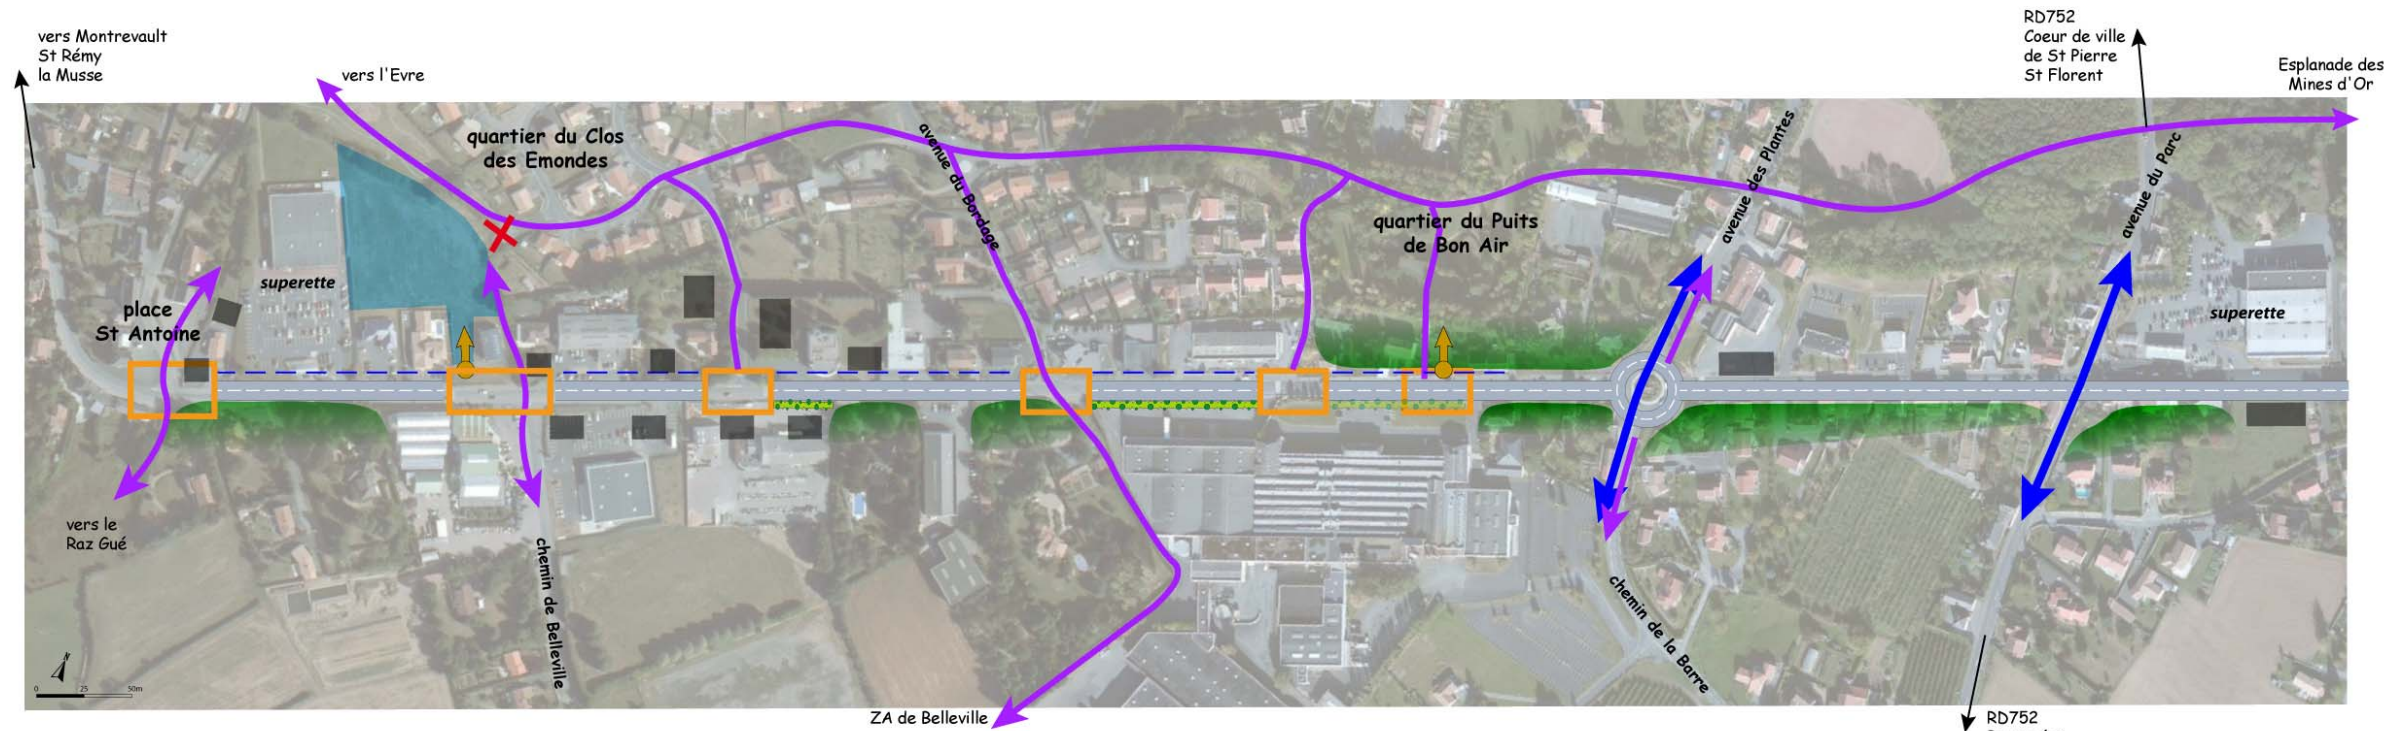 vers Montrevault
St Rémy
la Musse
vers l'Evre
RD752
Coeur de ville
de St Pierre
St Florent
Esplanade des
Mines d'Or
quartier du Clos
des Emondes
avenue du Bordage
avenue des Plantes
avenue du Parc
quartier du Puits
de Bon Air
superette
place
St Antoine
superette
vers le
Raz Gué
chemin de Belleville
chemin de la Barre
N
0 25 50m
ZA de Belleville
RD752